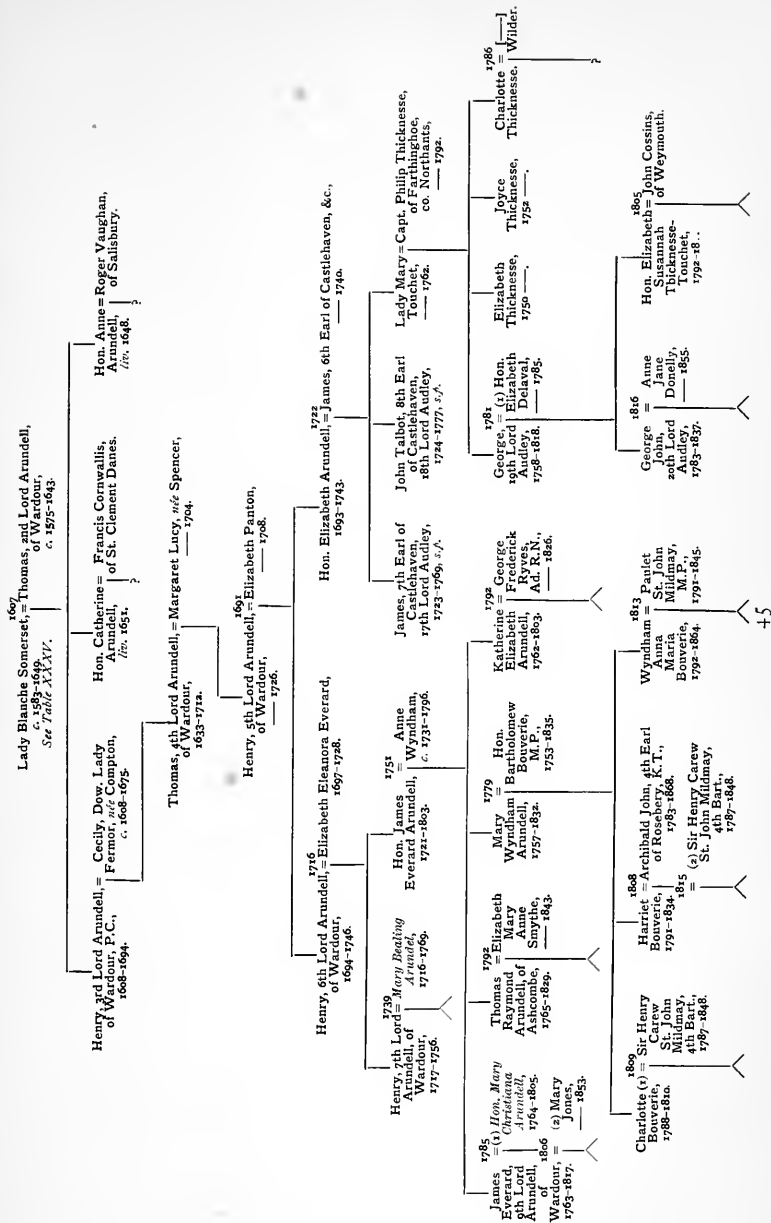 1607
Lady Blanche Somerset, = Thomas, 2nd Lord Arundell,
c. 1583-1649.
of Wardour,
c. 1575-1643.
See Table XXXV.
Henry, 3rd Lord Arundell, = Cecily, Dow. Lady
of Wardour, P.C.,
1608-1694.
Fermor, née Compton,
c. 1608-1675.
Hon. Catherine = Francis Cornwallis,
Arundell,
liv. 1651.
of St. Clement Danes.
?
Hon. Anne = Roger Vaughan,
Arundell,
liv. 1648.
of Salisbury.
?
Thomas, 4th Lord Arundell, = Margaret Lucy, née Spencer,
of Wardour,
1633-1712.
— 1704.
1691
Henry, 5th Lord Arundell, = Elizabeth Panton,
of Wardour,
— 1726.
— 1708.
1716
Henry, 6th Lord Arundell, = Elizabeth Eleanora Everard,
of Wardour,
1694-1746.
1697-1728.
1722
Hon. Elizabeth Arundell, = James, 6th Earl of Castlehaven, &c.,
1693-1743.
— 1740.
1739
Henry, 7th Lord = Mary Bealing
Arundell, of
Wardour,
1717-1756.
Arundel,
1716-1769.
1751
Hon. James
Everard Arundell,
1721-1803.
= Anne
Wyndham,
c. 1731-1796.
James, 7th Earl of
Castlehaven,
17th Lord Audley,
1723-1769, s.p.
John Talbot, 8th Earl
of Castlehaven,
18th Lord Audley,
1724-1777, s.p.
Lady Mary = Capt. Philip Thicknesse,
Touchet,
— 1762.
of Farthinghoe,
co. Northants,
— 1792.
1785
James
Everard,
9th Lord
Arundell,
of
Wardour,
1763-1817.
= (1) Hon. Mary
Christiana
Arundell,
1764-1805.
1806
= (2) Mary
Jones,
— 1853.
1792
Thomas
Raymond
Arundell, of
Ashcombe,
1765-1829.
= Elizabeth
Mary
Anne
Smythe,
— 1843.
1779
Mary
Wyndham
Arundell,
1757-1832.
= Hon.
Bartholomew
Bouverie,
M.P.,
1753-1835.
1792
Katherine
Elizabeth
Arundell,
1762-1803.
= George
Frederick
Ryves,
Ad. R.N.,
— 1826.
1781
George,
19th Lord
Audley,
1758-1818.
= (1) Hon.
Elizabeth
Delaval,
— 1785.
Elizabeth
Thicknesse,
1750 —.
Joyce
Thicknesse,
1752 —.
1786
Charlotte
Thicknesse.
= [——]
Wilder.
?
1809
Charlotte (1) = Sir Henry
Bouverie,
1788-1810.
Carew
St. John
Mildmay,
4th Bart.,
1787-1848.
1808
Harriet = Archibald John, 4th Earl
Bouverie,
1791-1834.
of Rosebery, K.T.,
1783-1868.
1815
= (2) Sir Henry Carew
St. John Mildmay,
4th Bart.,
1787-1848.
1813
Wyndham
Anna
Maria
Bouverie,
1792-1864.
= Paulet
St. John
Mildmay,
M.P.,
1791-1845.
1816
George
John,
20th Lord
Audley,
1783-1837.
= Anne
Jane
Donelly,
— 1855.
1805
Hon. Elizabeth = John Cossins,
Susannah
Thicknesse-
Touchet,
1792-18..
of Weymouth.
45